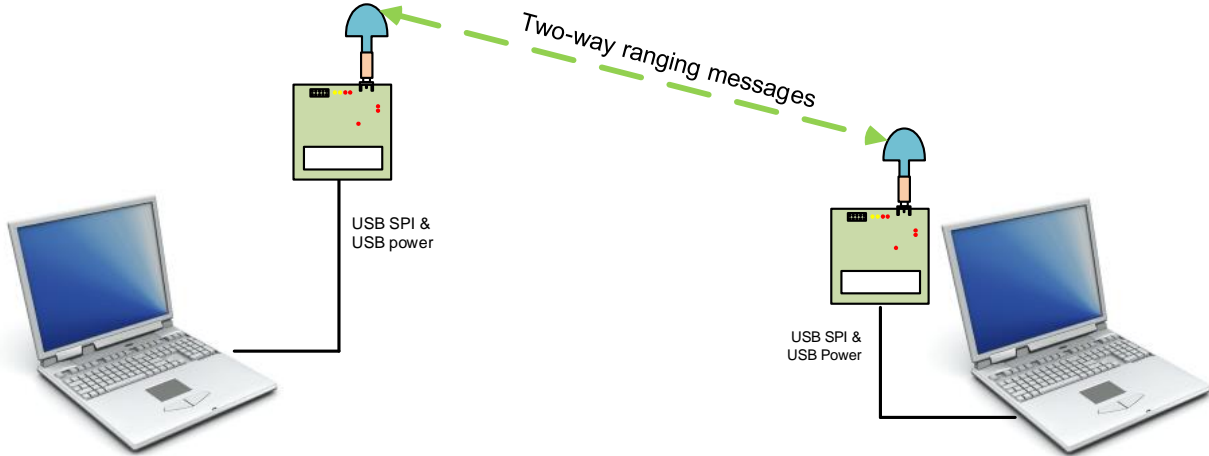 Two-way ranging messages
USB SPI &
USB power
USB SPI &
USB Power